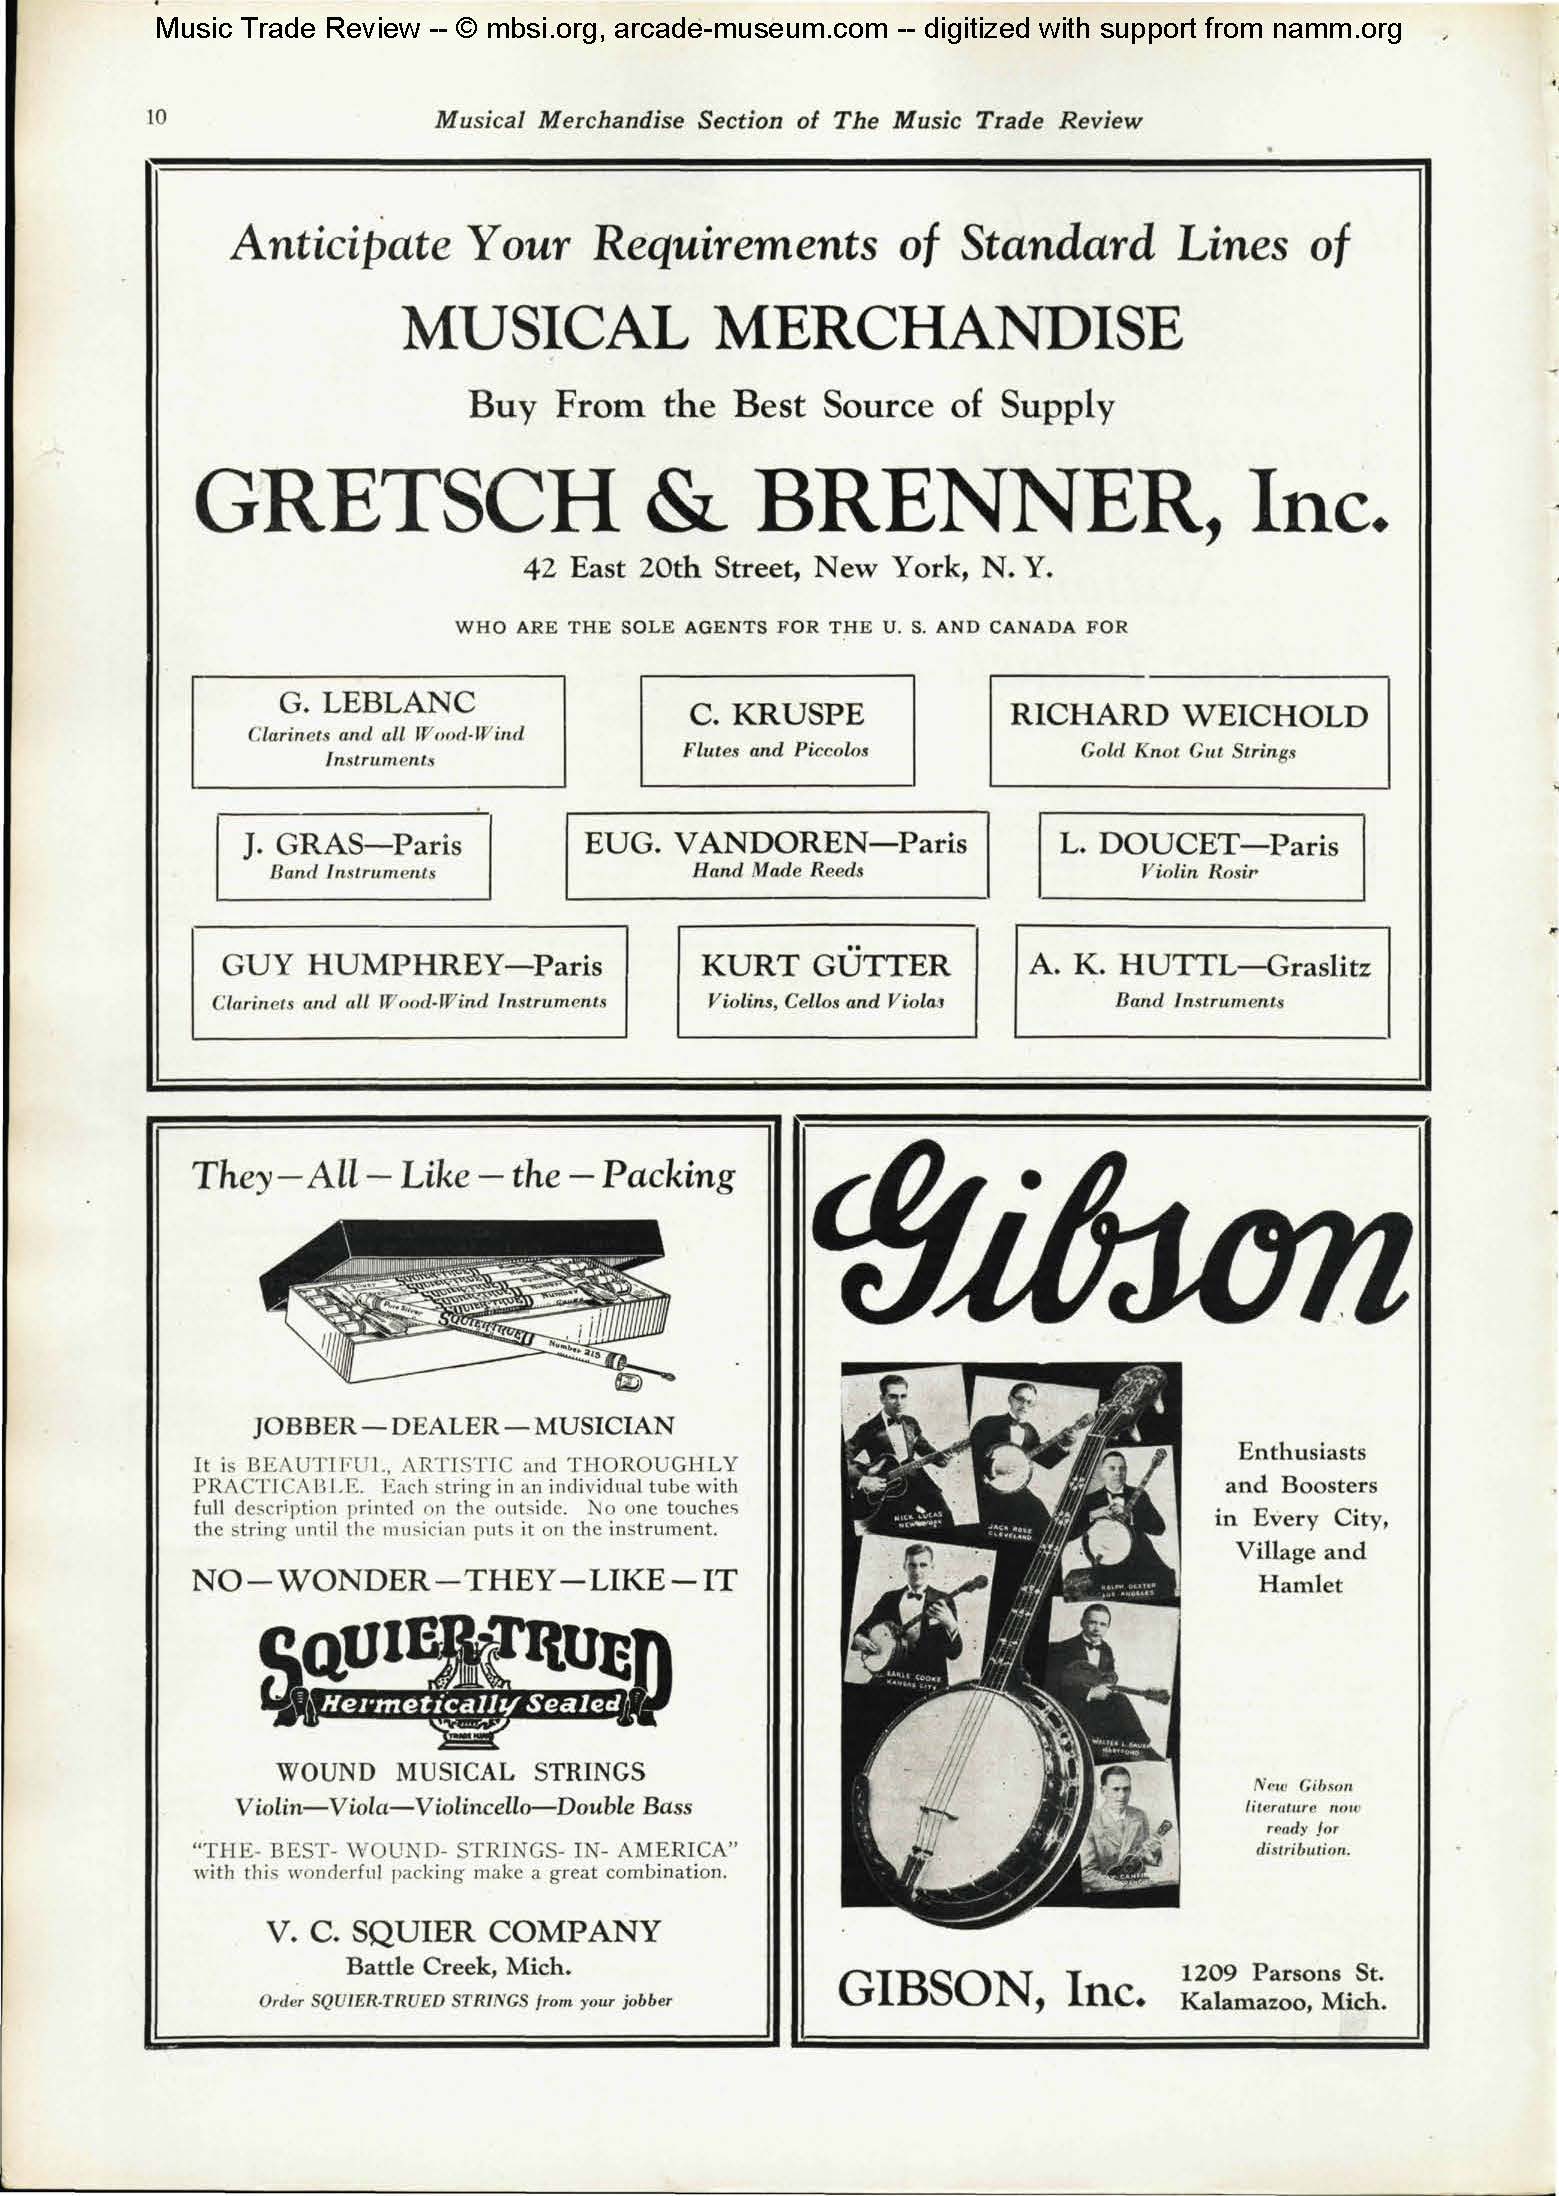 Music Trade Review -- © mbsi.org, arcade-museum.com -- digitized with support from namm.org
10
Musical Merchandise Section of The Music Trade Review
Anticipate Your Requirements of Standard Lines of
MUSICAL MERCHANDISE
Buy From the Best Source of Supply
GRETSCH & BRENNER, Inc.
42 East 20th Street, New York, N. Y.
WHO ARE THE SOLE AGENTS FOR THE U. S. AND CANADA FOR
G. LEBLANC
Clarinets and all Wood-Wind
Instruments
C. KRUSPE
Flutes and Piccolos
RICHARD WEICHOLD
Gold Knot Gut Strings
J. GRAS—Paris
Band Instruments
EUG. VANDOREN—Paris
Hand Made Reeds
L. DOUCET—Paris
Violin Rosin
GUY HUMPHREY—Paris
Clarinets and all Wood-Wind Instruments
KURT GÜTTER
Violins, Cellos and Violas
A. K. HUTTL—Graslitz
Band Instruments
They—All—Like—the—Packing
Silver
SQUIER-TRUED
Number
Pure Silver
SQUIER-TRUED
Number 215
JOBBER—DEALER—MUSICIAN
It is BEAUTIFUL, ARTISTIC and THOROUGHLY
PRACTICABLE. Each string in an individual tube with
full description printed on the outside. No one touches
the string until the musician puts it on the instrument.
NO—WONDER—THEY—LIKE—IT
SQUIER-TRUED
Hermetically Sealed
TRADE MARK
WOUND MUSICAL STRINGS
Violin—Viola—Violincello—Double Bass
"THE- BEST- WOUND- STRINGS- IN- AMERICA"
with this wonderful packing make a great combination.
V. C. SQUIER COMPANY
Battle Creek, Mich.
Order SQUIER-TRUED STRINGS from your jobber
Gibson
NICK LUCAS
NEW YORK
JACK ROSE
CLEVELAND
RALPH DEXTER
LOS ANGELES
EARLE COOKE
KANSAS CITY
WALTER L.
HARTFORD
Enthusiasts
and Boosters
in Every City,
Village and
Hamlet
New Gibson
literature now
ready for
distribution.
GIBSON, Inc.
1209 Parsons St.
Kalamazoo, Mich.